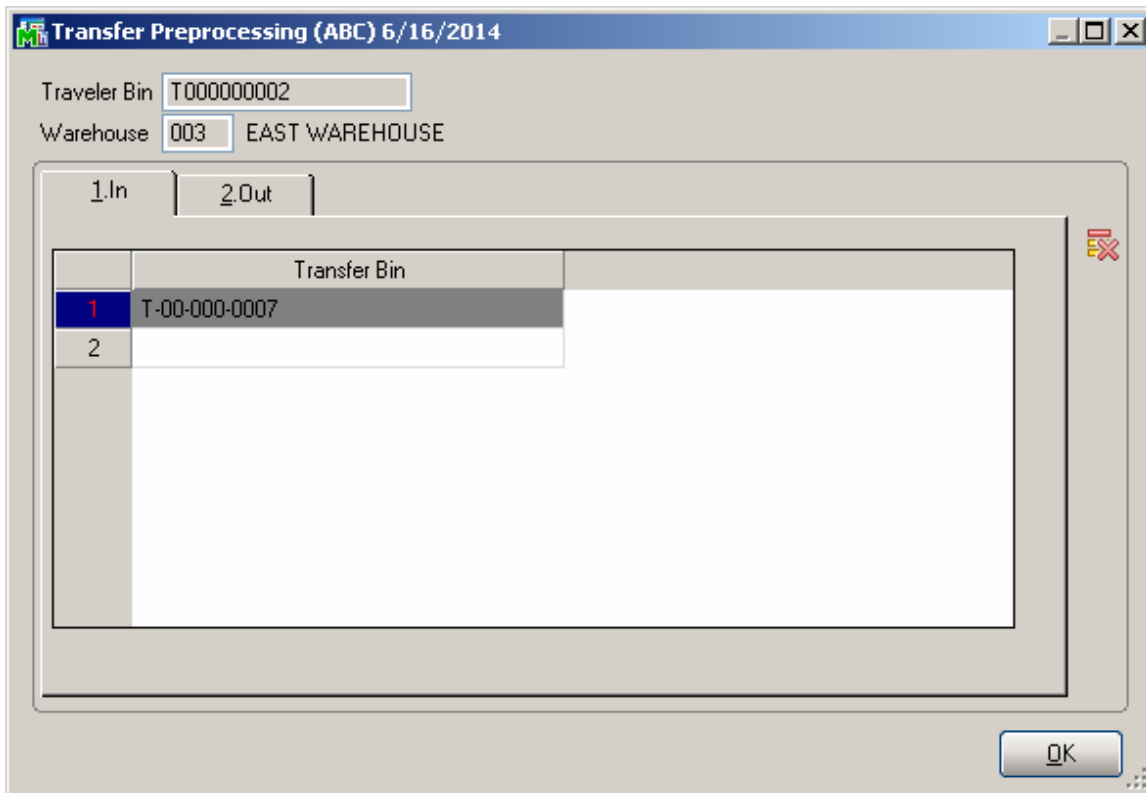 Transfer Preprocessing (ABC) 6/16/2014
Traveler Bin T000000002
Warehouse 003 EAST WAREHOUSE
1.In 2.Out
Transfer Bin
1 T-00-000-0007
2
OK